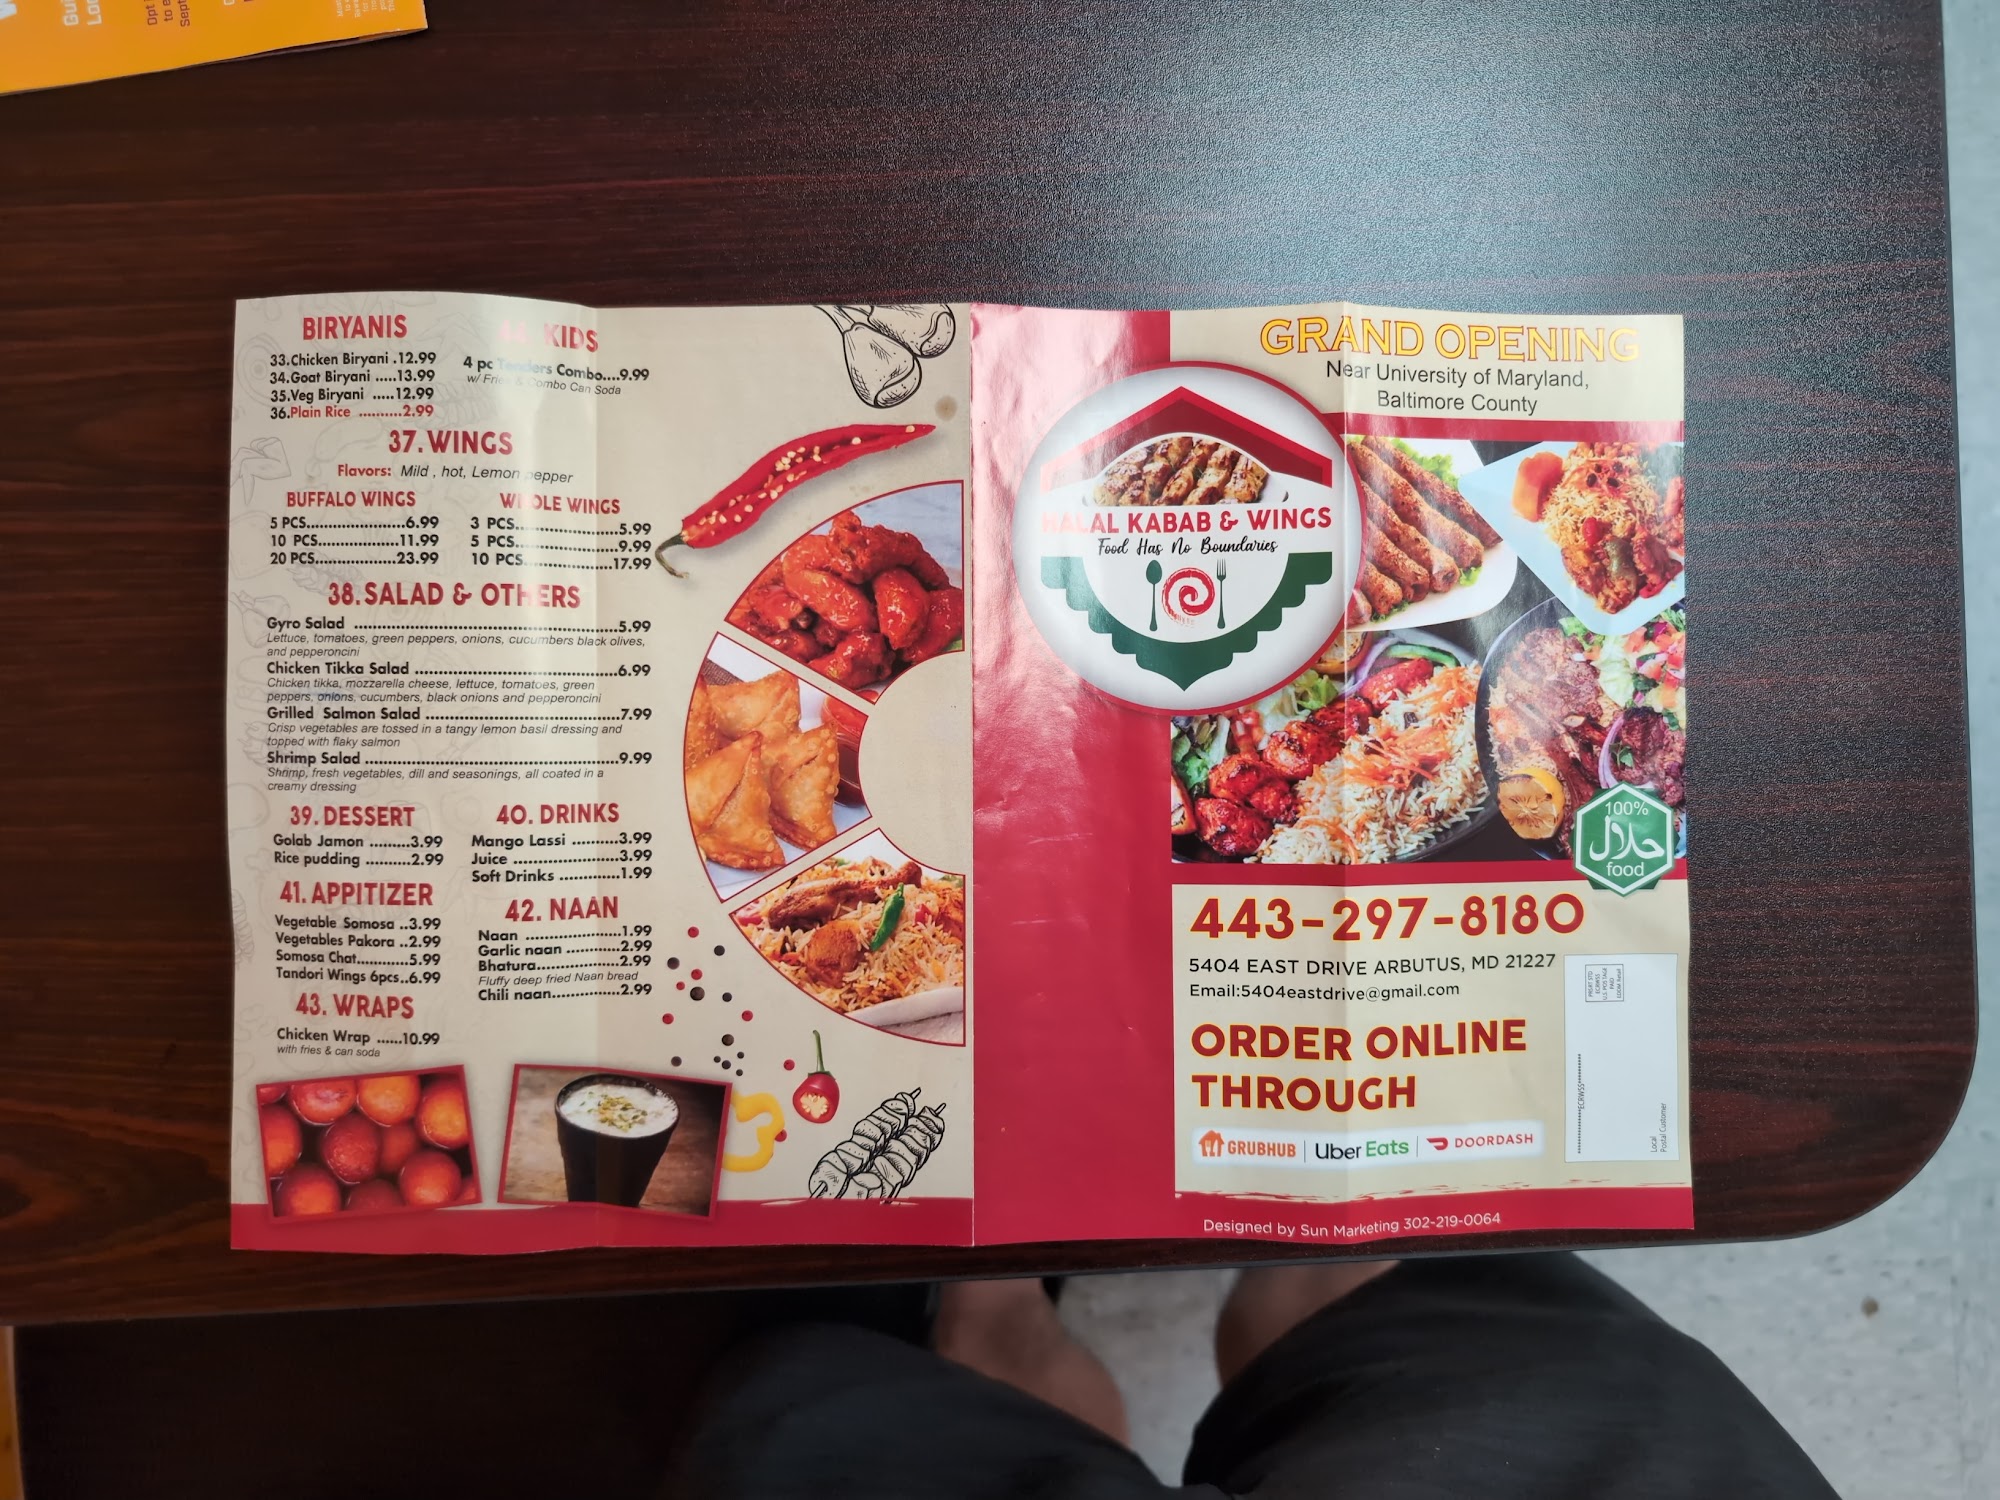 BIRYANIS
33.Chicken Biryani .12.99
34.Goat Biryani .....13.99
35.Veg Biryani .....12.99
36.Plain Rice ..........2.99
44. KIDS
4 pc Tenders Combo....9.99
w/ Fries & Combo Can Soda
37.WINGS
Flavors: Mild , hot, Lemon pepper
BUFFALO WINGS
5 PCS......................6.99
10 PCS..................11.99
20 PCS..................23.99
WHOLE WINGS
3 PCS.......................5.99
5 PCS.......................9.99
10 PCS....................17.99
38.SALAD & OTHERS
Gyro Salad .............................................................5.99
Lettuce, tomatoes, green peppers, onions, cucumbers black olives,
and pepperoncini
Chicken Tikka Salad ...............................................6.99
Chicken tikka, mozzarella cheese, lettuce, tomatoes, green
peppers, onions, cucumbers, black onions and pepperoncini
Grilled Salmon Salad .............................................7.99
Crisp vegetables are tossed in a tangy lemon basil dressing and
topped with flaky salmon
Shrimp Salad ...........................................................9.99
Shrimp, fresh vegetables, dill and seasonings, all coated in a
creamy dressing
39. DESSERT
Golab Jamon .........3.99
Rice pudding ..........2.99
40. DRINKS
Mango Lassi ..........3.99
Juice .......................3.99
Soft Drinks .............1.99
41. APPITIZER
Vegetable Somosa ..3.99
Vegetables Pakora ..2.99
Somosa Chat............5.99
Tandori Wings 6pcs..6.99
42. NAAN
Naan .....................1.99
Garlic naan ............2.99
Bhatura..................2.99
Fluffy deep fried Naan bread
Chili naan...............2.99
43. WRAPS
Chicken Wrap ......10.99
with fries & can soda
GRAND OPENING
Near University of Maryland,
Baltimore County
HALAL KABAB & WINGS
Food Has No Boundaries
100%
حلال
food
443-297-8180
5404 EAST DRIVE ARBUTUS, MD 21227
Email:5404eastdrive@gmail.com
ORDER ONLINE
THROUGH
GRUBHUB | Uber Eats | DOORDASH
PRSRT STD
ECRWSS
U.S. POSTAGE
PAID
EDDM Retail
Local
Postal Customer
Designed by Sun Marketing 302-219-0064